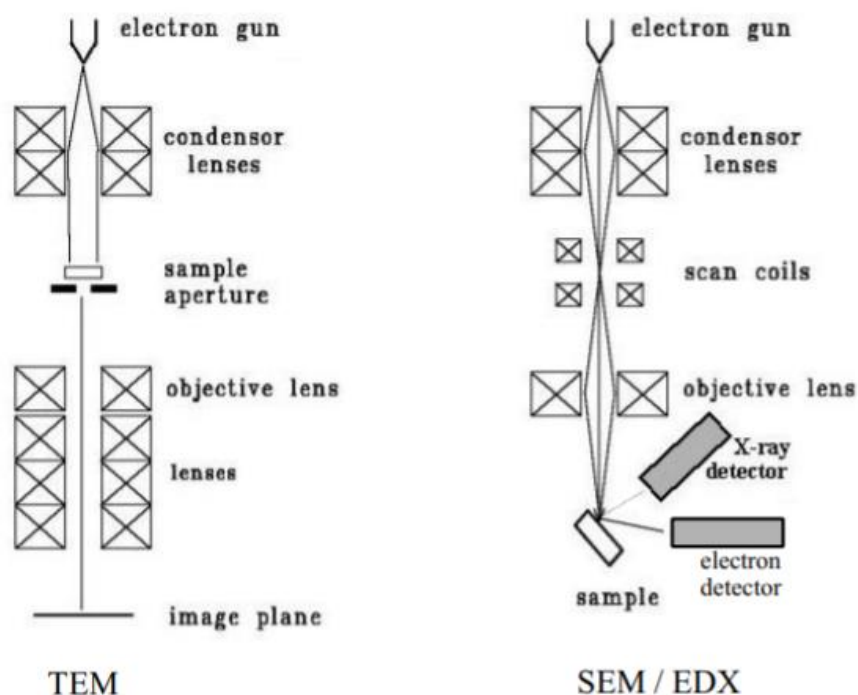 electron gun
condensor
lenses
sample
aperture
objective lens
lenses
image plane
TEM
electron gun
condensor
lenses
scan coils
objective lens
X-ray
detector
electron
detector
sample
SEM / EDX